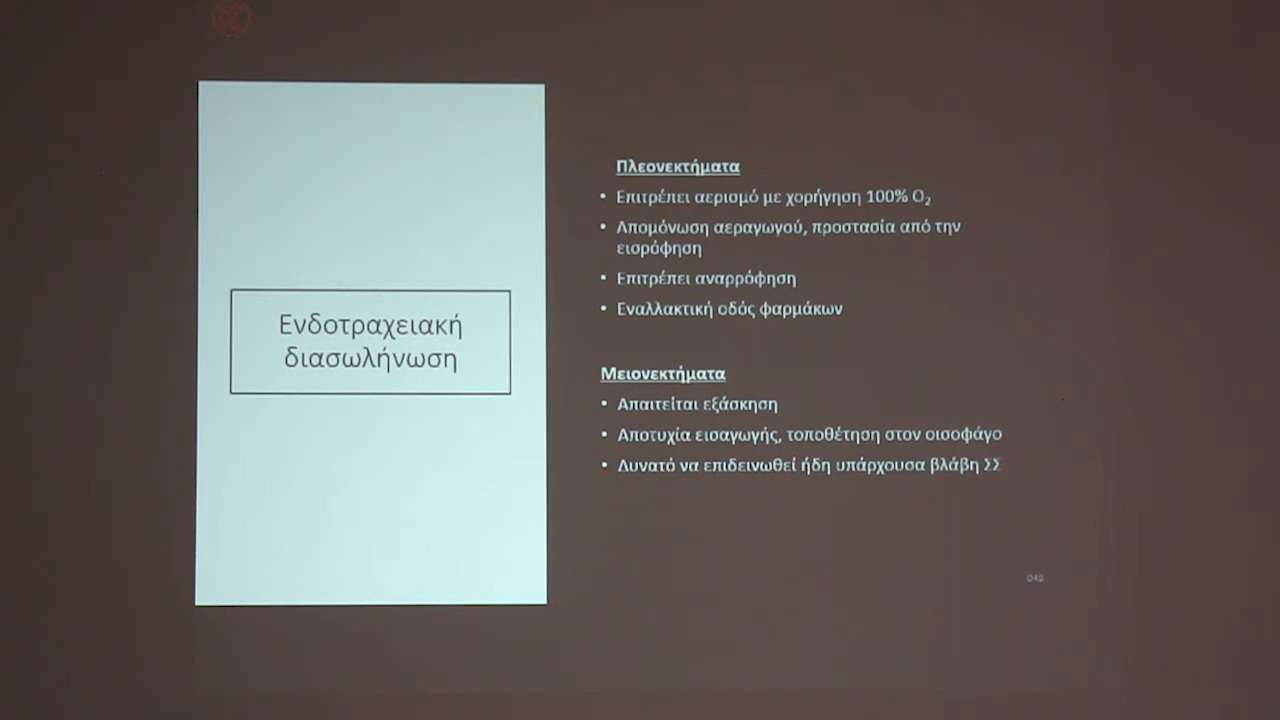 Ενδοτραχειακή
διασωλήνωση
Πλεονεκτήματα
• Επιτρέπει αερισμό με χορήγηση 100% O₂
• Απομόνωση αεραγωγού, προστασία από την
εισρόφηση
• Επιτρέπει αναρρόφηση
• Εναλλακτική οδός φαρμάκων
Μειονεκτήματα
• Απαιτείται εξάσκηση
• Αποτυχία εισαγωγής, τοποθέτηση στον οισοφάγο
• Δυνατό να επιδεινωθεί ήδη υπάρχουσα βλάβη ΣΣ